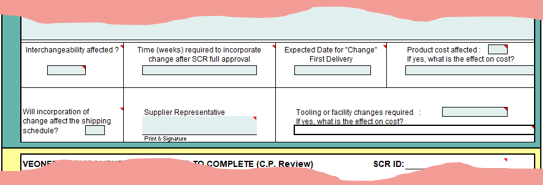 Interchangeability affected ?
Time (weeks) required to incorporate
change after SCR full approval
Expected Date for "Change"
First Delivery
Product cost affected :
If yes, what is the effect on cost?
Will incorporation of
change affect the shipping
schedule?
Supplier Representative
Print & Signature
Tooling or facility changes required :
If yes, what is the effect on cost?
TO COMPLETE (C.P. Review)
SCR ID: